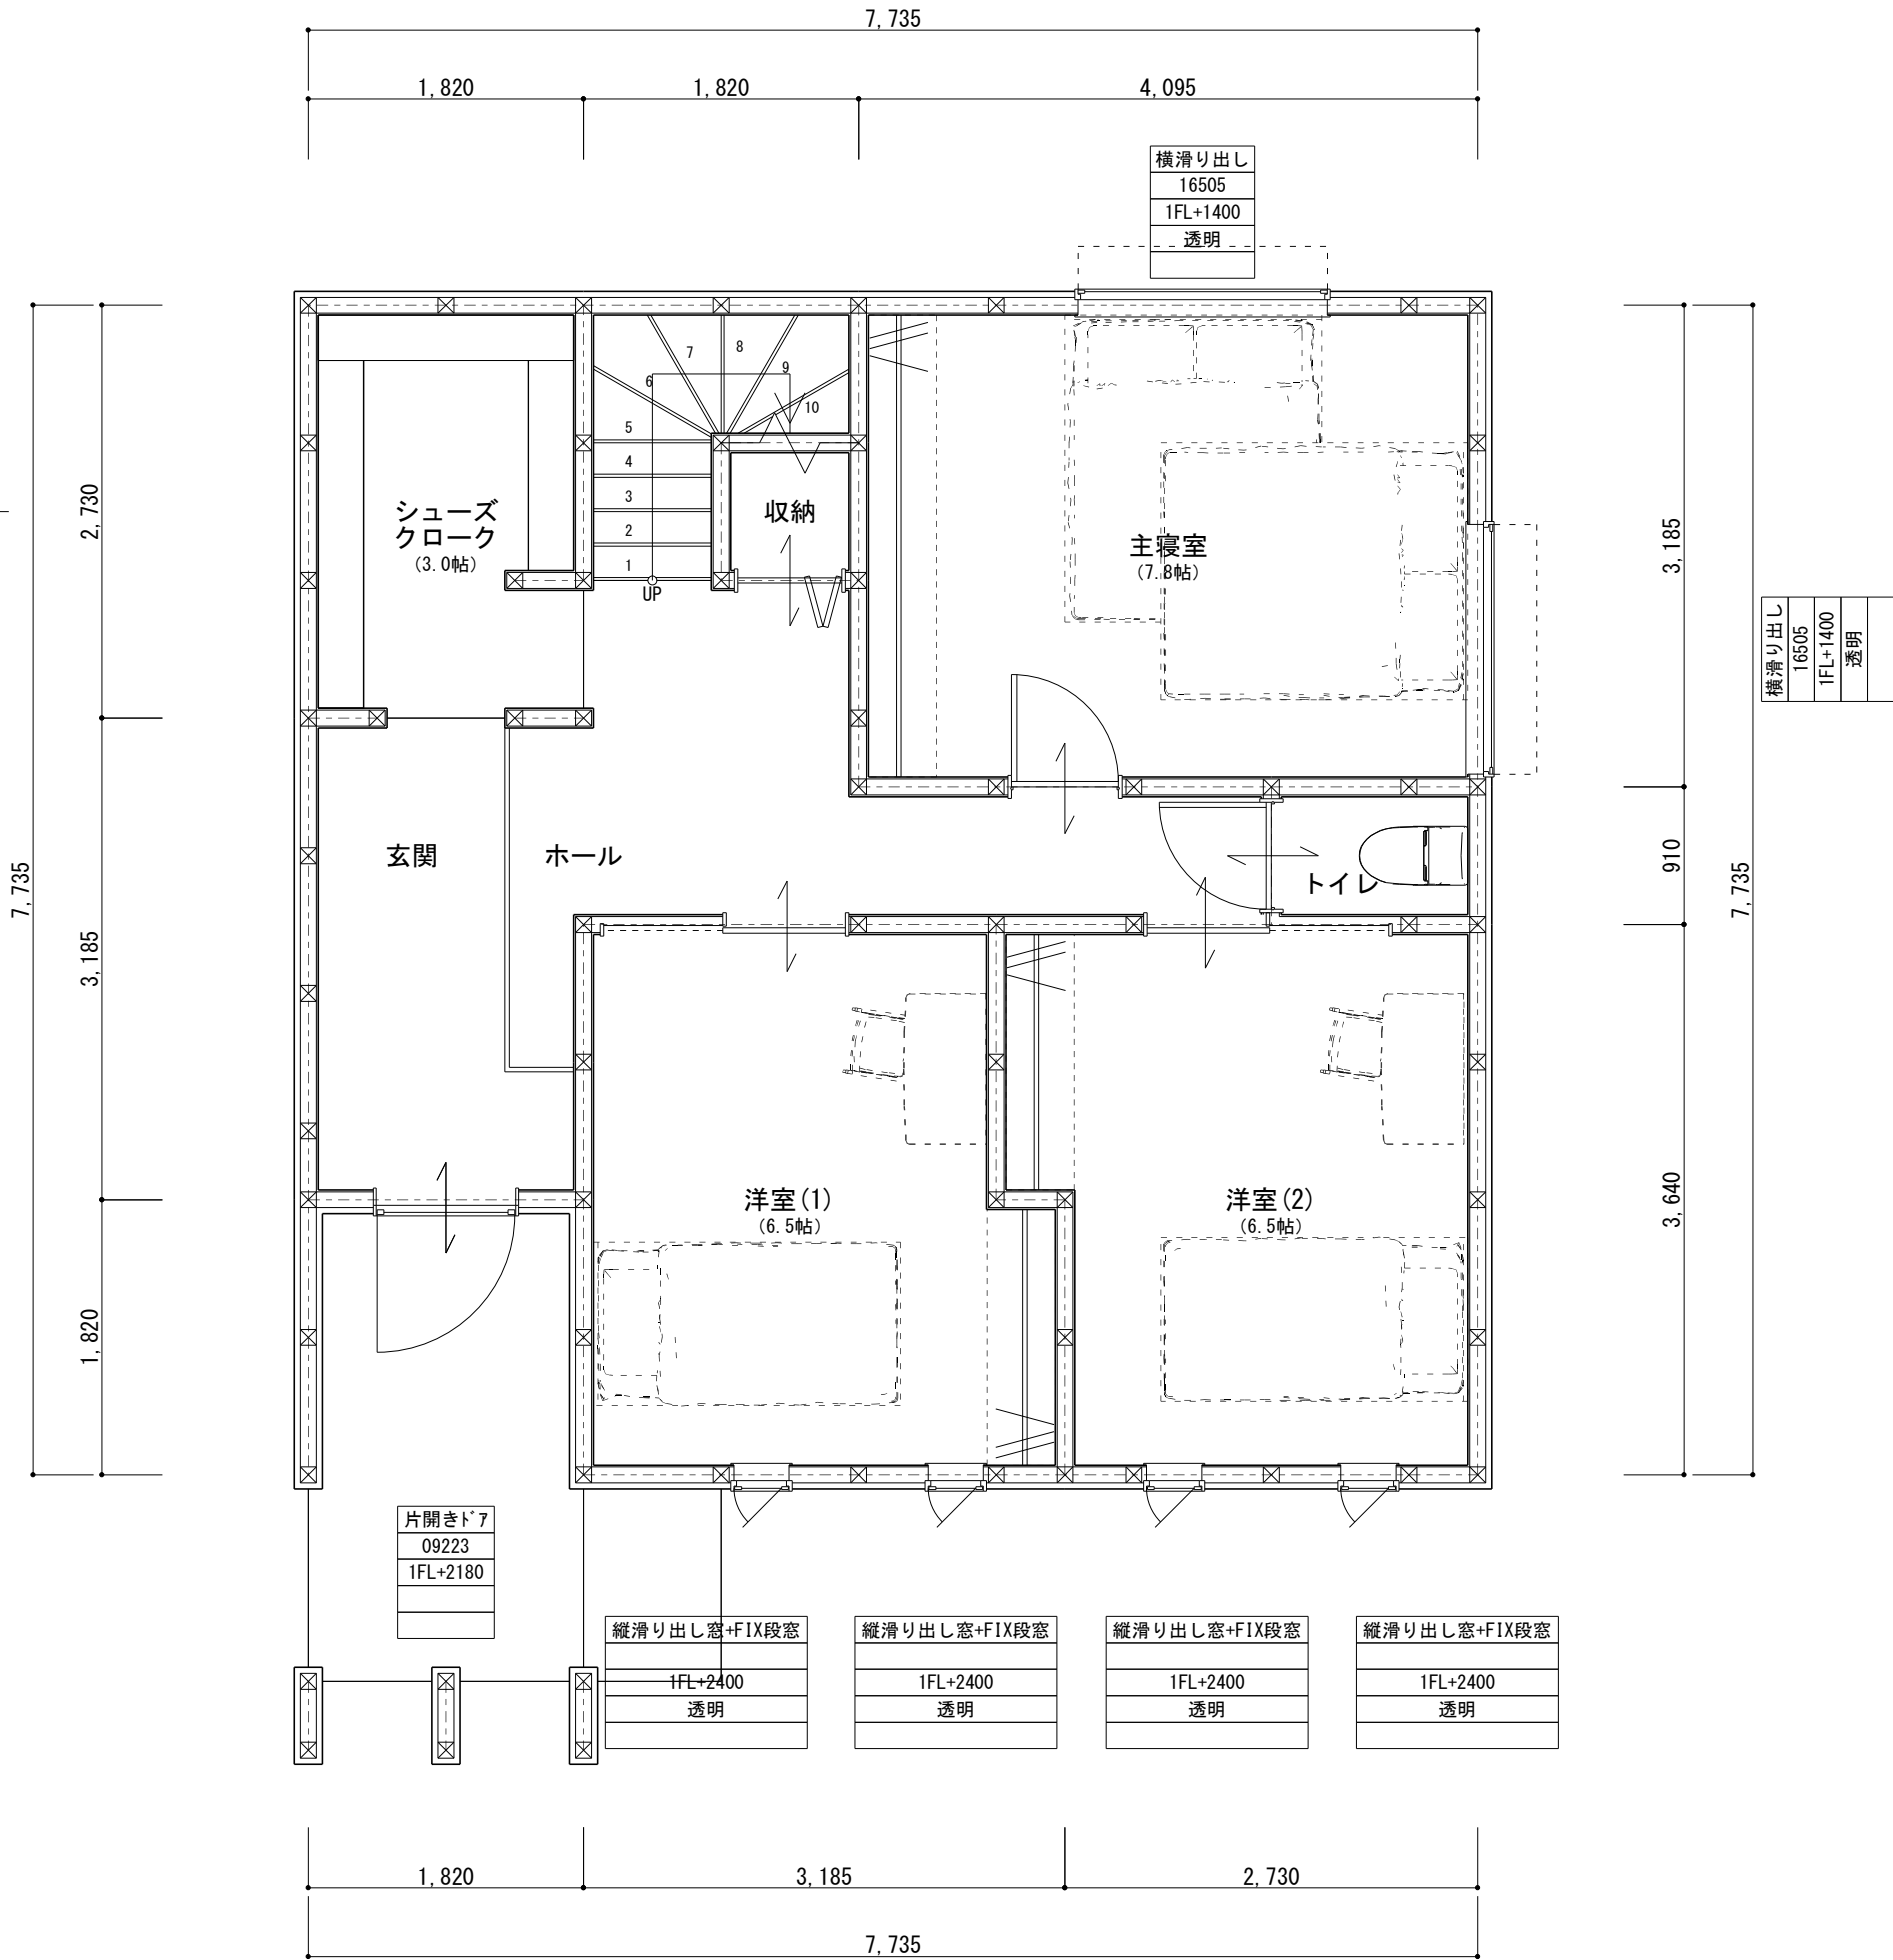 7,735
1,820
1,820
4,095
横滑り出し
16505
1FL+1400
透明
7
8
6
9
10
5
4
3
2
1
UP
収納
シューズ
クローク
(3.0帖)
主寝室
(7.8帖)
2,730
3,185
横滑り出し
16505
1FL+1400
透明
玄関
ホール
トイレ
7,735
910
7,735
3,185
洋室(1)
(6.5帖)
洋室(2)
(6.5帖)
3,640
1,820
片開きドア
09223
1FL+2180
縦滑り出し窓+FIX段窓
1FL+2400
透明
縦滑り出し窓+FIX段窓
1FL+2400
透明
縦滑り出し窓+FIX段窓
1FL+2400
透明
縦滑り出し窓+FIX段窓
1FL+2400
透明
1,820
3,185
2,730
7,735